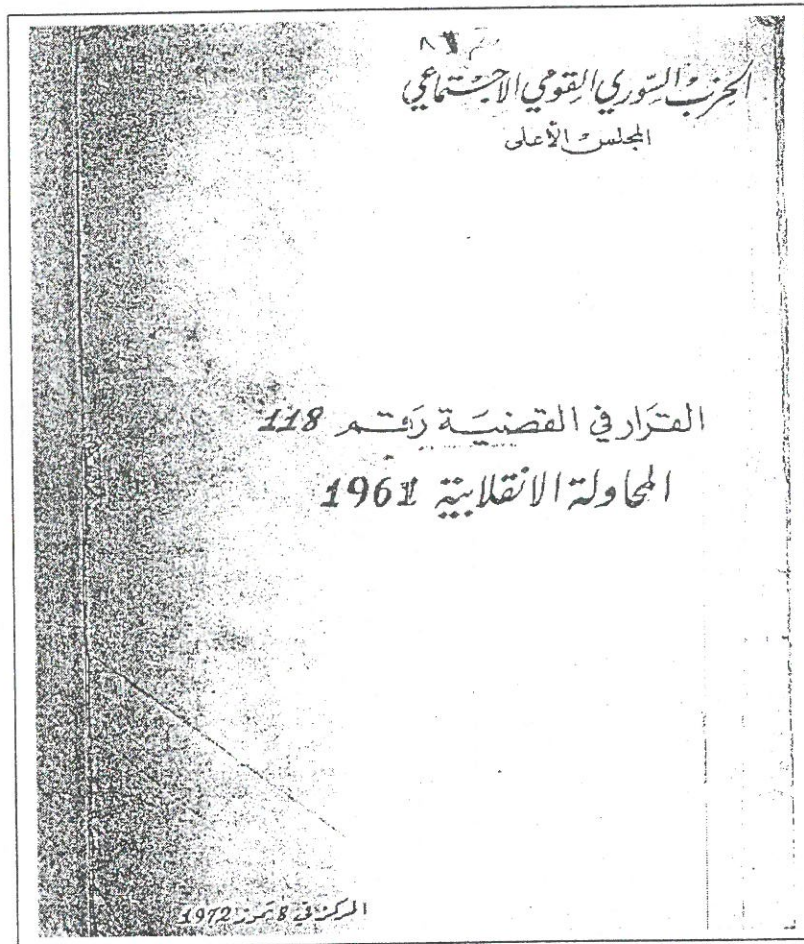 رقم
الحزب السوري القومي الاجتماعي
المجلس الأعلى
القرار في القضية رقم 118
المحاولة الانقلابية 1961
المركز في 8 تموز 1972